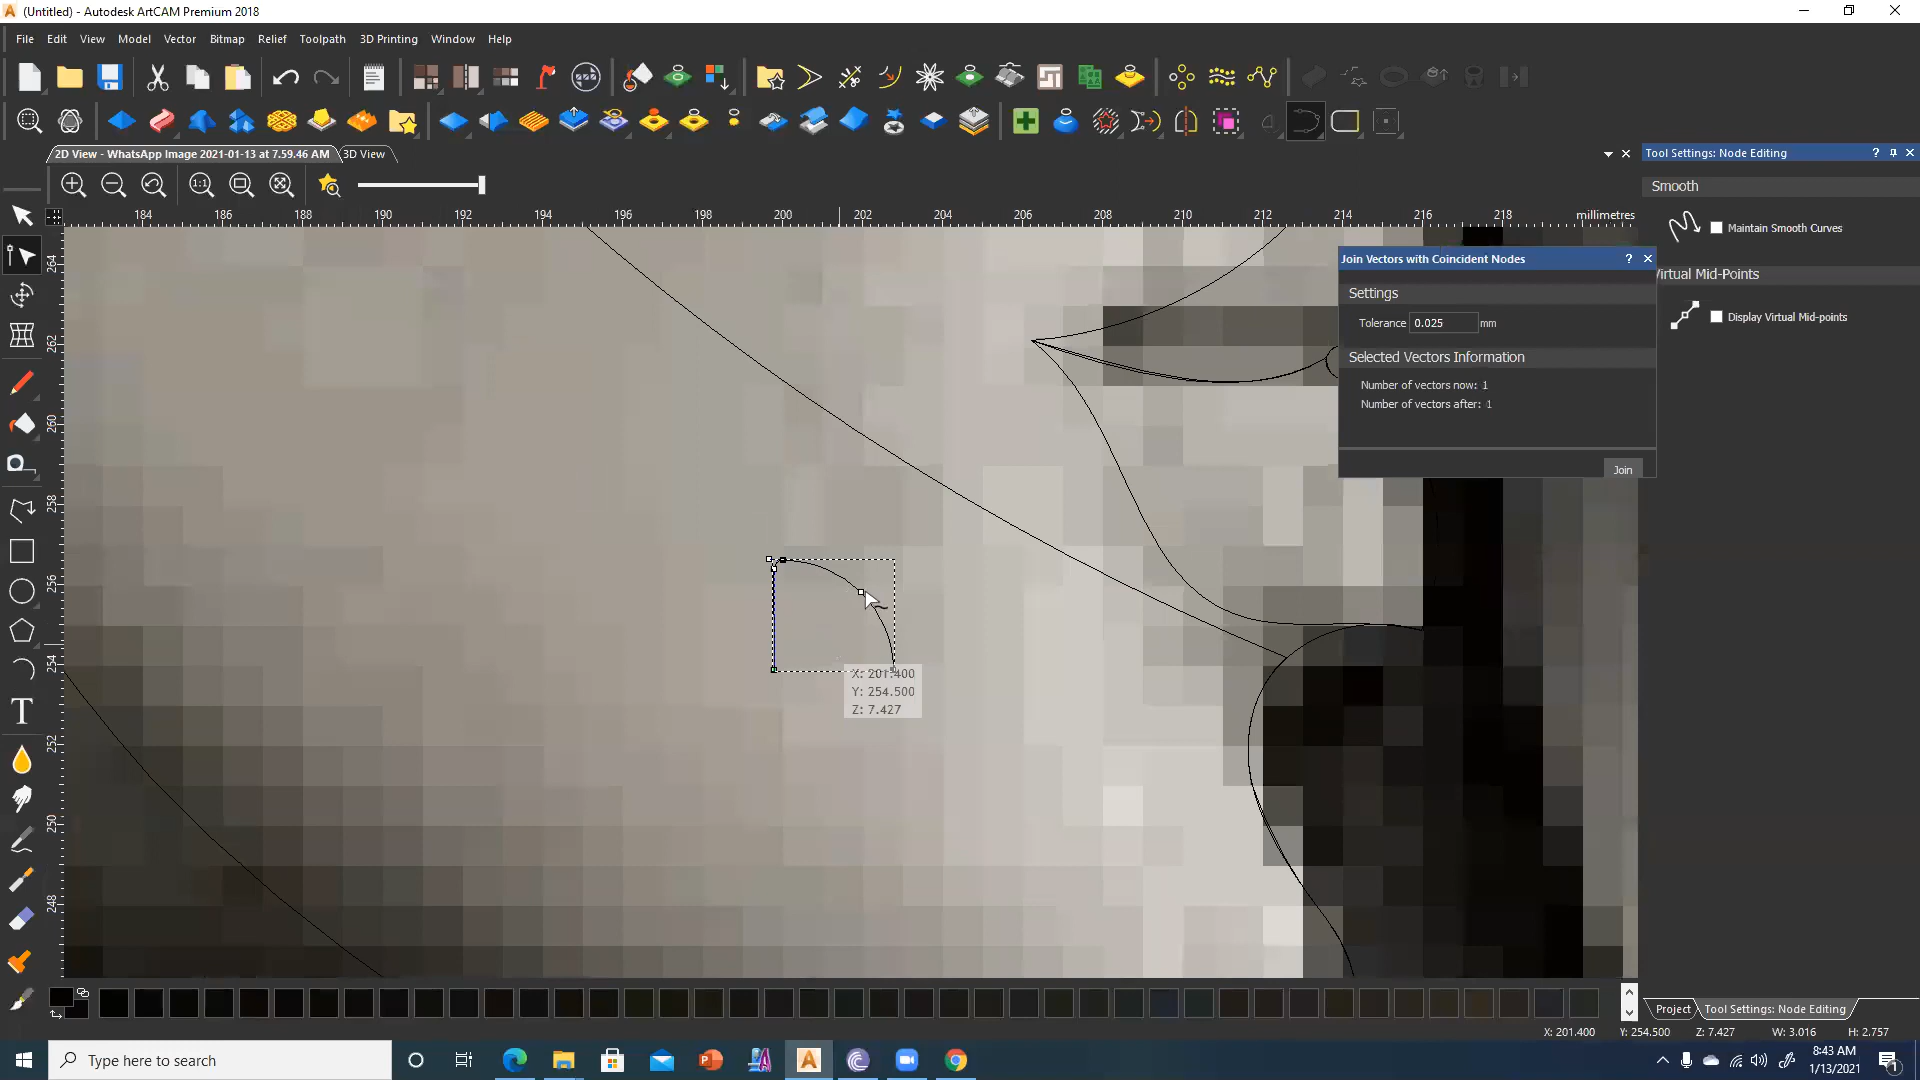 (Untitled) - Autodesk ArtCAM Premium 2018
File Edit View Model Vector Bitmap Relief Toolpath 3D Printing Window Help
2D View - WhatsApp Image 2021-01-13 at 7.59.46 AM 3D View
Tool Settings: Node Editing
1:1
Smooth
184 186 188 190 192 194 196 198 200 202 204 206 208 210 212 214 216 218 millimetres
Maintain Smooth Curves
Virtual Mid-Points
Display Virtual Mid-points
Join Vectors with Coincident Nodes
Settings
Tolerance 0.025 mm
Selected Vectors Information
Number of vectors now: 1
Number of vectors after: 1
Join
264
262
260
258
256
254
252
250
248
X: 201.400
Y: 254.500
Z: 7.427
T
Project Tool Settings: Node Editing
X: 201.400 Y: 254.500 Z: 7.427 W: 3.016 H: 2.757
Type here to search
8:43 AM
1/13/2021
1